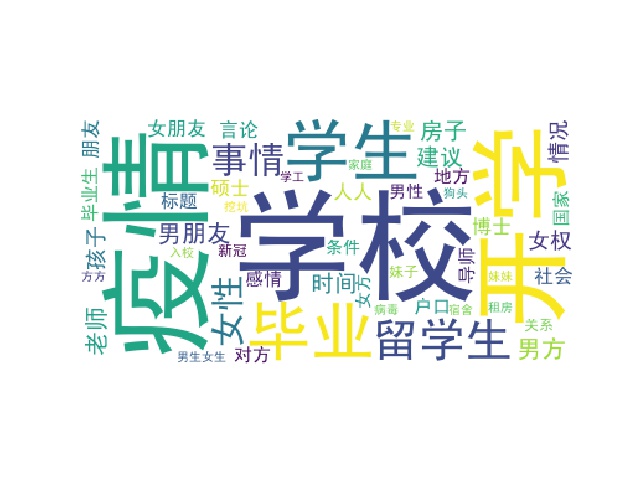 学校
疫情
开学
学生
毕业
留学生
事情
女性
男朋友
女朋友
言论
房子
建议
情况
朋友
毕业生
标题
硕士
挖坑
专业
家庭
学工
人人
男性
地方
狗头
国家
博士
女权
导师
社会
孩子
方方
入校
新冠
感情
条件
时间
女方
妹子
妹妹
户口
病毒
宿舍
租房
关系
男方
老师
男生女生
对方